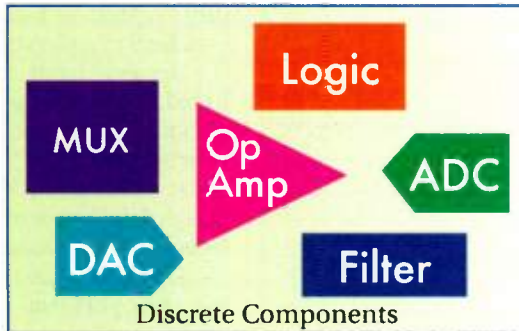 Logic
MUX
Op
Amp
ADC
DAC
Filter
Discrete Components